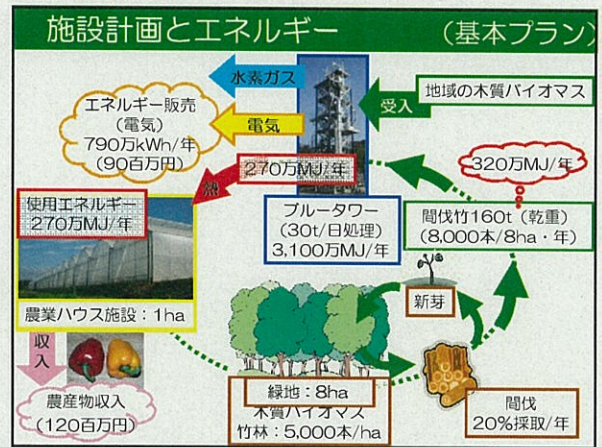 施設計画とエネルギー (基本プラン)
水素ガス
エネルギー販売
(電気)
790万kWh/年
(90百万円)
電気
受入
地域の木質バイオマス
熱
270万MJ/年
320万MJ/年
使用エネルギー
270万MJ/年
ブルータワー
(30t/日処理)
3,100万MJ/年
間伐竹160t(乾重)
(8,000本/8ha・年)
農業ハウス施設:1ha
新芽
収入
農産物収入
(120百万円)
緑地:8ha
木質バイオマス
竹林:5,000本/ha
間伐
20%採取/年